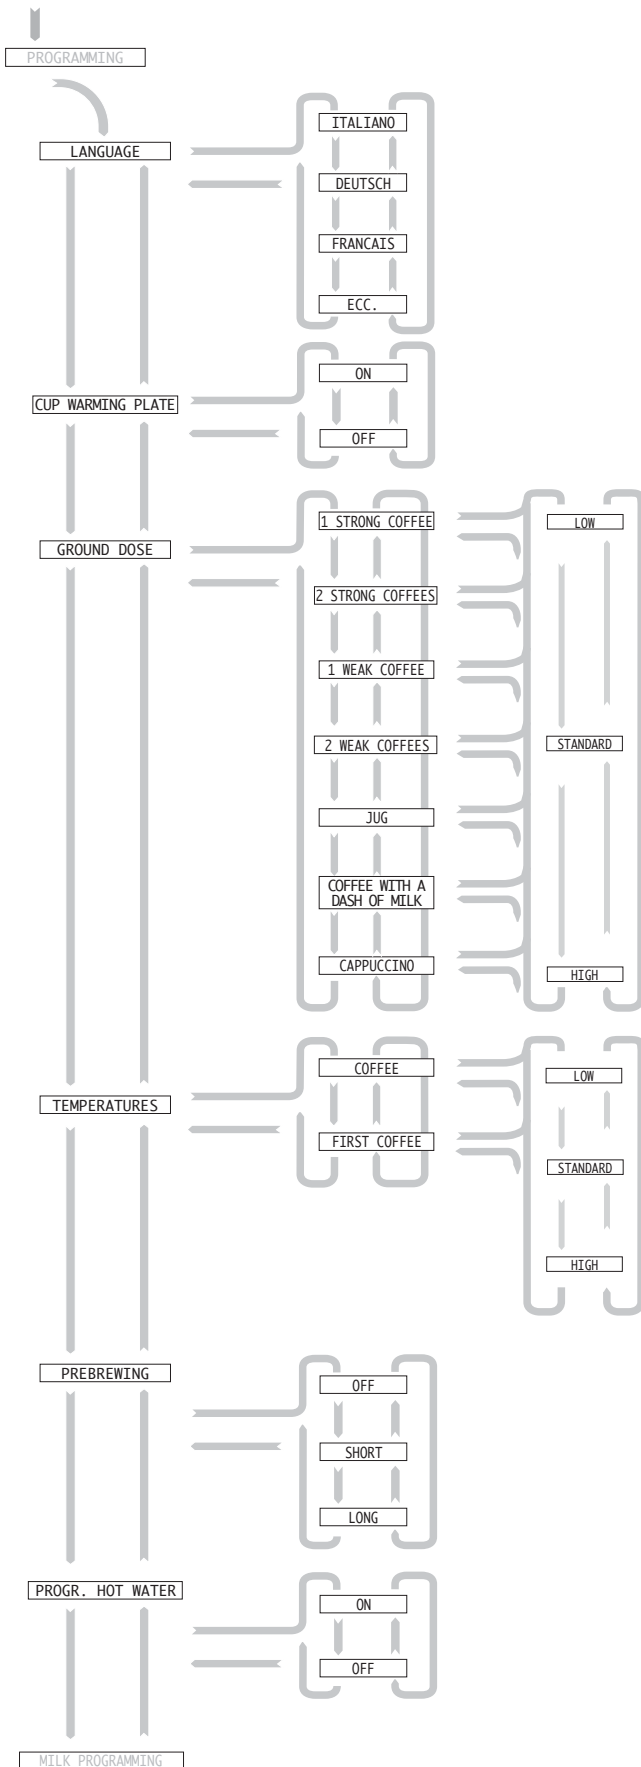 PROGRAMMING
LANGUAGE
ITALIANO
DEUTSCH
FRANCAIS
ECC.
CUP WARMING PLATE
ON
OFF
GROUND DOSE
1 STRONG COFFEE
2 STRONG COFFEES
1 WEAK COFFEE
2 WEAK COFFEES
JUG
COFFEE WITH A
DASH OF MILK
CAPPUCCINO
LOW
STANDARD
HIGH
TEMPERATURES
COFFEE
FIRST COFFEE
LOW
STANDARD
HIGH
PREBREWING
OFF
SHORT
LONG
PROGR. HOT WATER
ON
OFF
MILK PROGRAMMING